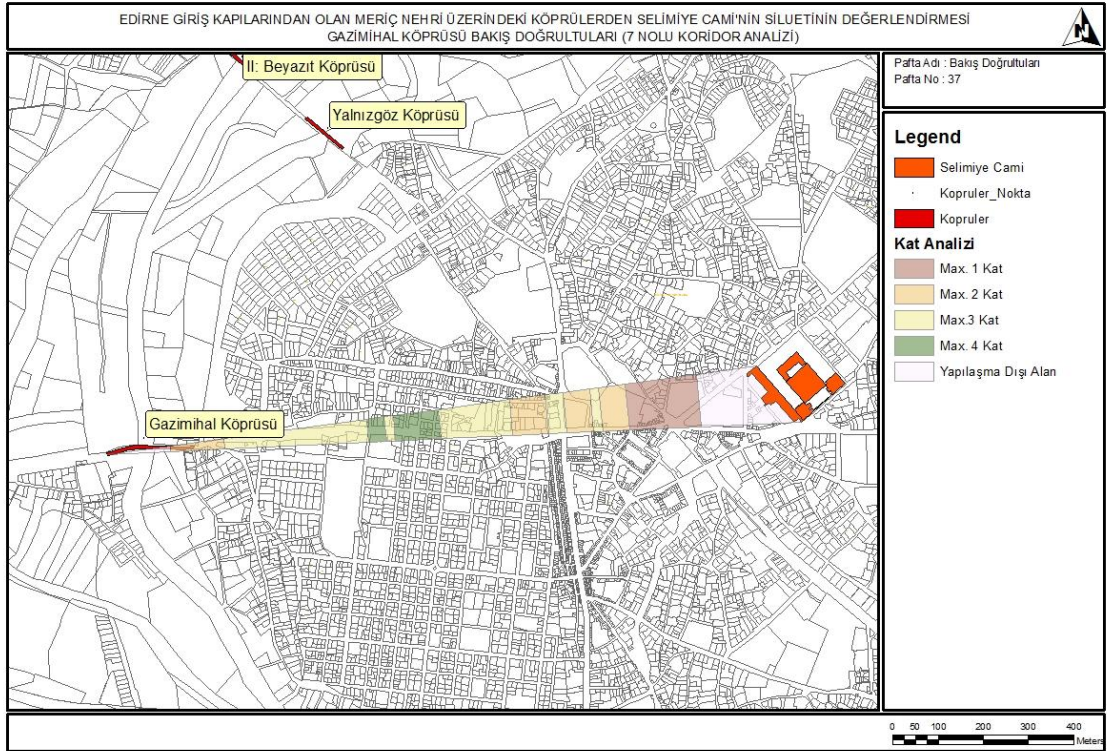 EDİRNE GİRİŞ KAPILARINDAN OLAN MERİÇ NEHRİ ÜZERİNDEKİ KÖPRÜLERDEN SELİMİYE CAMİ'NİN SİLUETİNİN DEĞERLENDİRMESİ
GAZİMİHAL KÖPRÜSÜ BAKIŞ DOĞRULTULARI (7 NOLU KORİDOR ANALİZİ)
N
Pafta Adı : Bakış Doğrultuları
Pafta No : 37
II: Beyazıt Köprüsü
Yalnızgöz Köprüsü
Gazimihal Köprüsü
Legend
Selimiye Cami
Kopruler_Nokta
Kopruler
Kat Analizi
Max. 1 Kat
Max. 2 Kat
Max.3 Kat
Max. 4 Kat
Yapılaşma Dışı Alan
0 50 100 200 300 400
Meters